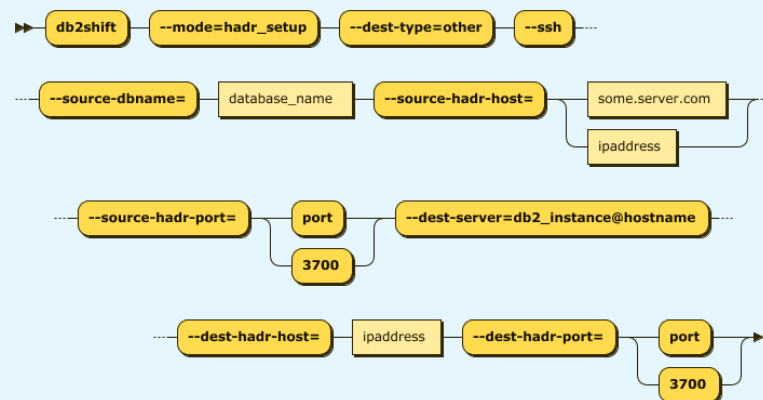 db2shift --mode=hadr_setup --dest-type=other --ssh
--source-dbname= database_name --source-hadr-host= some.server.com
ipaddress
--source-hadr-port= port --dest-server=db2_instance@hostname
3700
--dest-hadr-host= ipaddress --dest-hadr-port= port
3700